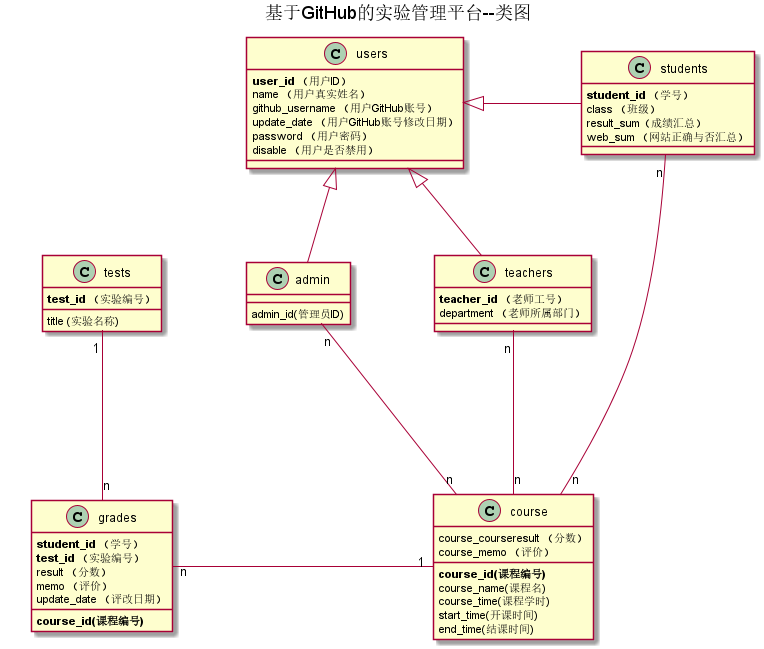 基于GitHub的实验管理平台--类图
C users
user_id （用户ID）
name （用户真实姓名）
github_username （用户GitHub账号）
update_date （用户GitHub账号修改日期）
password （用户密码）
disable （用户是否禁用）
C students
student_id （学号）
class （班级）
result_sum（成绩汇总）
web_sum （网站正确与否汇总）
n
C tests
test_id （实验编号）
title (实验名称)
1
C admin
admin_id(管理员ID)
n
C teachers
teacher_id （老师工号）
department （老师所属部门）
n
n
n
n
n
C grades
student_id （学号）
test_id （实验编号）
result （分数）
memo （评价）
update_date （评改日期）
course_id(课程编号)
n
1
C course
course_courseresult （分数）
course_memo （评价）
course_id(课程编号)
course_name(课程名)
course_time(课程学时)
start_time(开课时间)
end_time(结课时间)